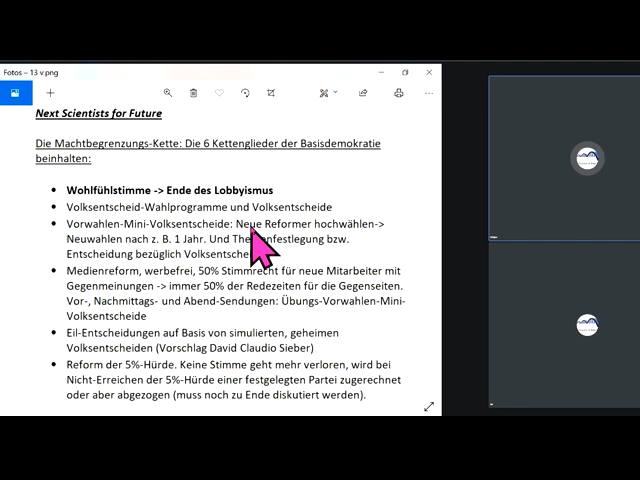 Fotos – 13 v.png
Next Scientists for Future
Die Machtbegrenzungs-Kette: Die 6 Kettenglieder der Basisdemokratie
beinhalten:
• Wohlfühlstimme -> Ende des Lobbyismus
• Volksentscheid-Wahlprogramme und Volksentscheide
• Vorwahlen-Mini-Volksentscheide: Neue Reformer hochwählen->
Neuwahlen nach z. B. 1 Jahr. Und bzw.
Entscheidung bezüglich
• Medienreform, werbefrei, 50% Stimmrecht für neue Mitarbeiter mit
Gegenmeinungen -> immer 50% der Redezeiten für die Gegenseiten.
Vor-, Nachmittags- und Abend-Sendungen: Übungs-Vorwahlen-Mini-
Volksentscheide
• Eil-Entscheidungen auf Basis von simulierten, geheimen
Volksentscheiden (Vorschlag David Claudio Sieber)
• Reform der 5%-Hürde. Keine Stimme geht mehr verloren, wird bei
Nicht-Erreichen der 5%-Hürde einer festgelegten Partei zugerechnet
oder aber abgezogen (muss noch zu Ende diskutiert werden).